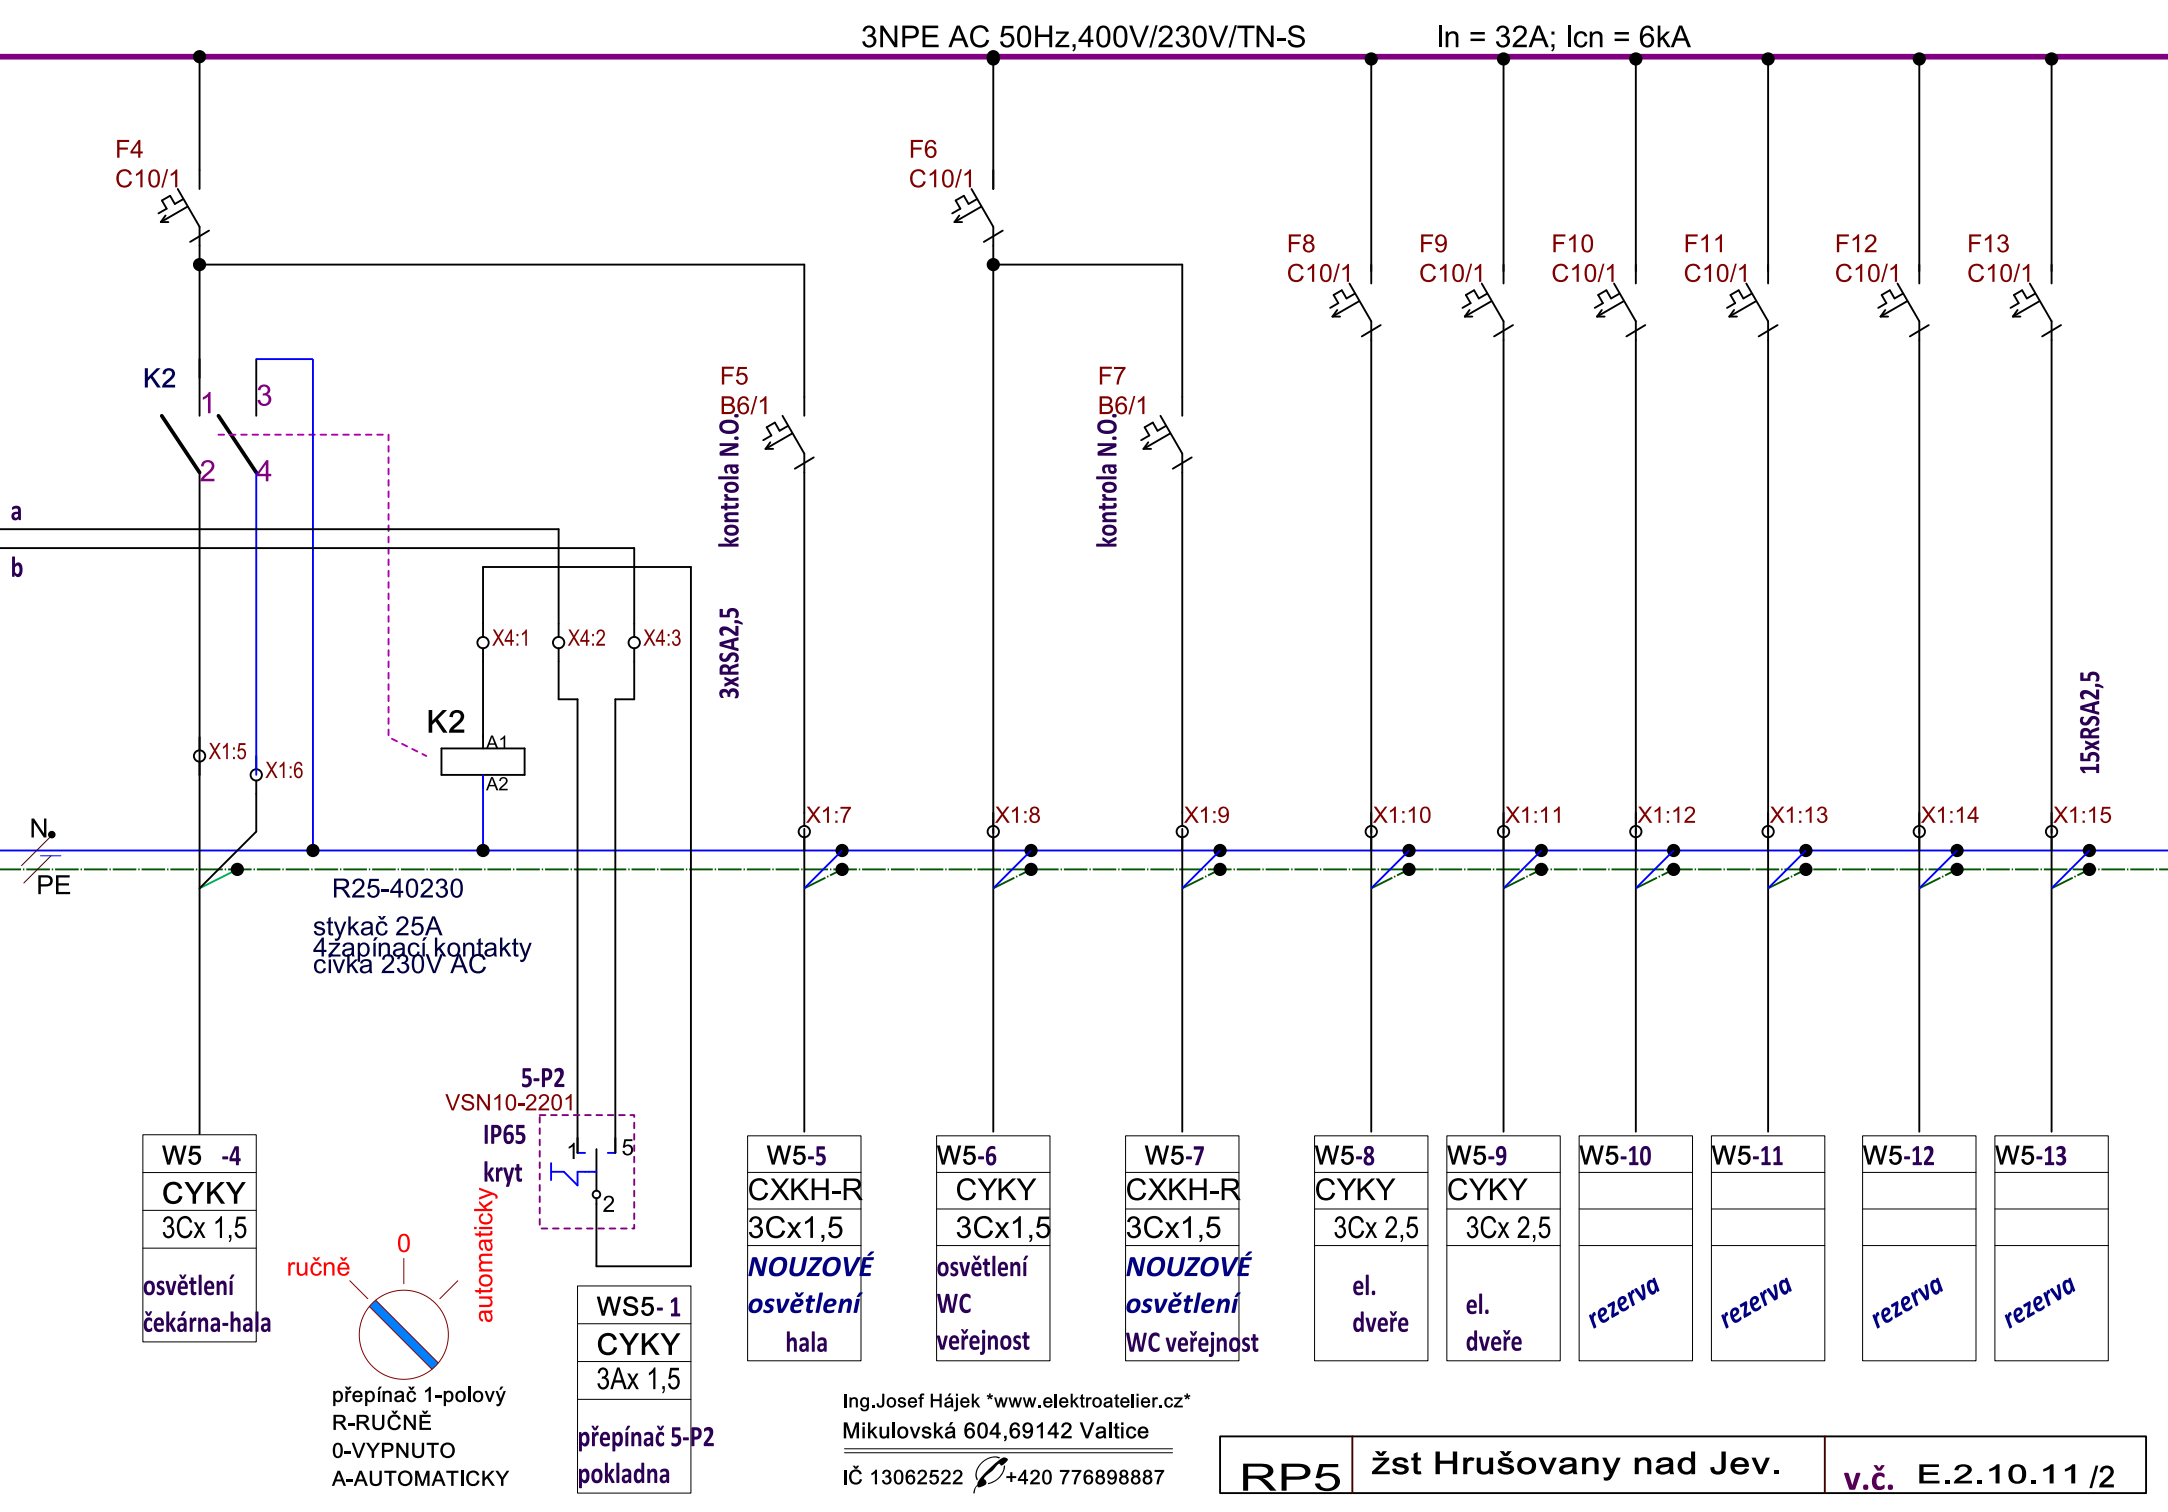 3NPE AC 50Hz,400V/230V/TN-S
In = 32A; Icn = 6kA
F4
C10/1
F6
C10/1
F8
C10/1
F9
C10/1
F10
C10/1
F11
C10/1
F12
C10/1
F13
C10/1
K2
1
3
2
4
F5
B6/1
kontrola N.O.
F7
B6/1
kontrola N.O.
a
b
X4:1
X4:2
X4:3
3xRSA2,5
15xRSA2,5
K2
A1
A2
X1:5
X1:6
X1:7
X1:8
X1:9
X1:10
X1:11
X1:12
X1:13
X1:14
X1:15
N
PE
R25-40230
stykač 25A
4zapínací kontakty
cívka 230V AC
5-P2
VSN10-2201
IP65
kryt
1
5
2
W5 -4
CYKY
3Cx 1,5
osvětlení
čekárna-hala
ručně
0
automaticky
přepínač 1-polový
R-RUČNĚ
0-VYPNUTO
A-AUTOMATICKY
WS5- 1
CYKY
3Ax 1,5
přepínač 5-P2
pokladna
W5-5
CXKH-R
3Cx1,5
NOUZOVÉ
osvětlení
hala
W5-6
CYKY
3Cx1,5
osvětlení
WC
veřejnost
W5-7
CXKH-R
3Cx1,5
NOUZOVÉ
osvětlení
WC veřejnost
W5-8
CYKY
3Cx 2,5
el.
dveře
W5-9
CYKY
3Cx 2,5
el.
dveře
W5-10
rezerva
W5-11
rezerva
W5-12
rezerva
W5-13
rezerva
Ing.Josef Hájek *www.elektroatelier.cz*
Mikulovská 604,69142 Valtice
IČ 13062522 +420 776898887
RP5
žst Hrušovany nad Jev.
v.č. E.2.10.11 /2